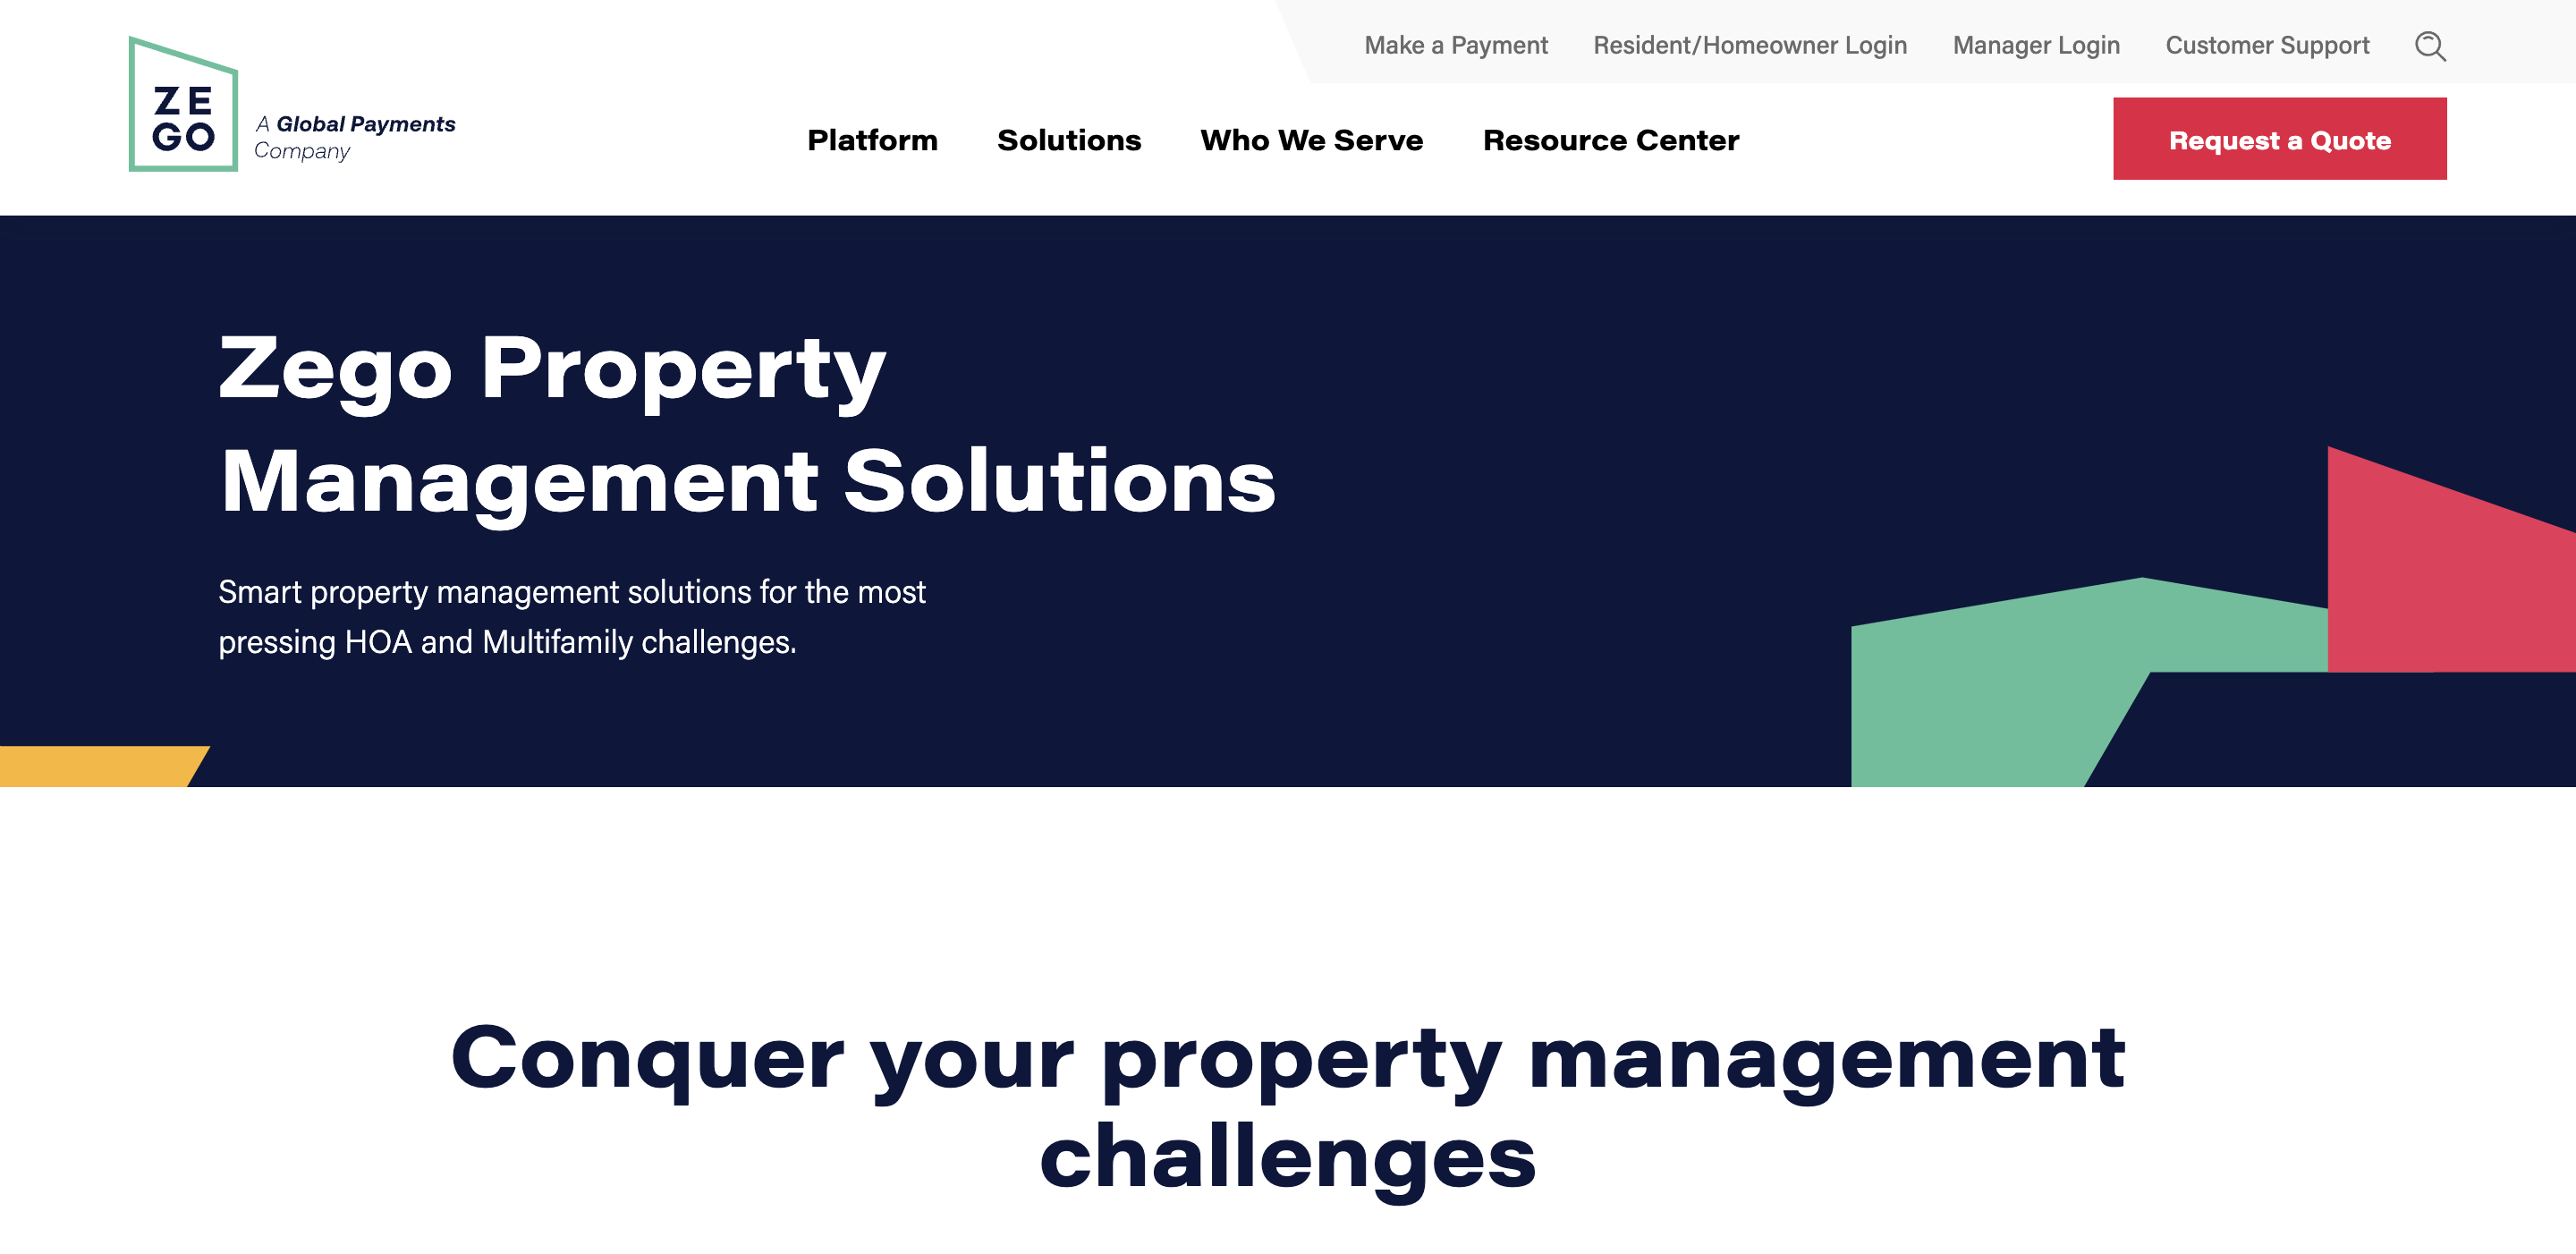 Make a Payment Resident/Homeowner Login Manager Login Customer Support
ZE
GO
A Global Payments
Company
Platform Solutions Who We Serve Resource Center
Request a Quote
Zego Property
Management Solutions
Smart property management solutions for the most
pressing HOA and Multifamily challenges.
Conquer your property management
challenges